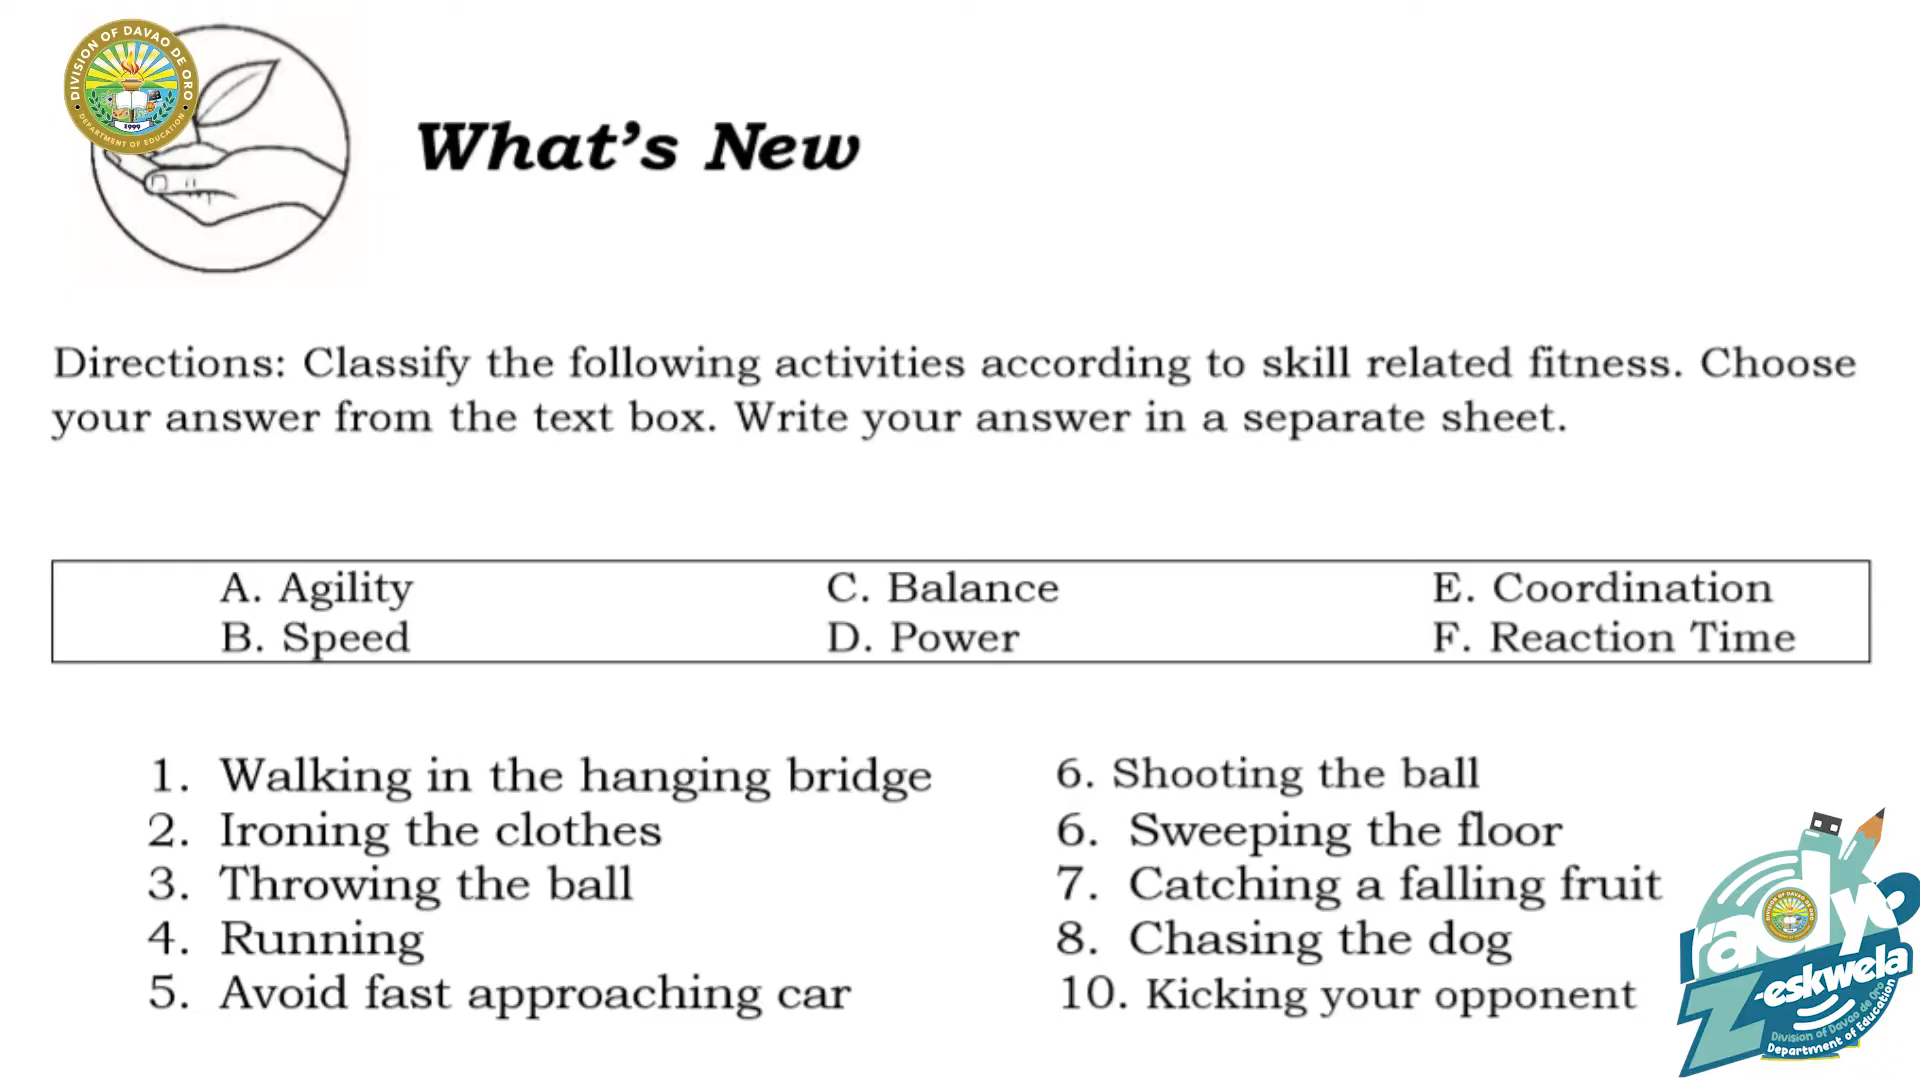 DIVISION OF DAVAO DE ORO
DEPARTMENT OF EDUCATION
1999
What's New
Directions: Classify the following activities according to skill related fitness. Choose
your answer from the text box. Write your answer in a separate sheet.
A. Agility
B. Speed
C. Balance
D. Power
E. Coordination
F. Reaction Time
1. Walking in the hanging bridge
2. Ironing the clothes
3. Throwing the ball
4. Running
5. Avoid fast approaching car
6. Shooting the ball
6. Sweeping the floor
7. Catching a falling fruit
8. Chasing the dog
10. Kicking your opponent
radyo
Z-eskwela
Division of Davao de Oro
Department of Education